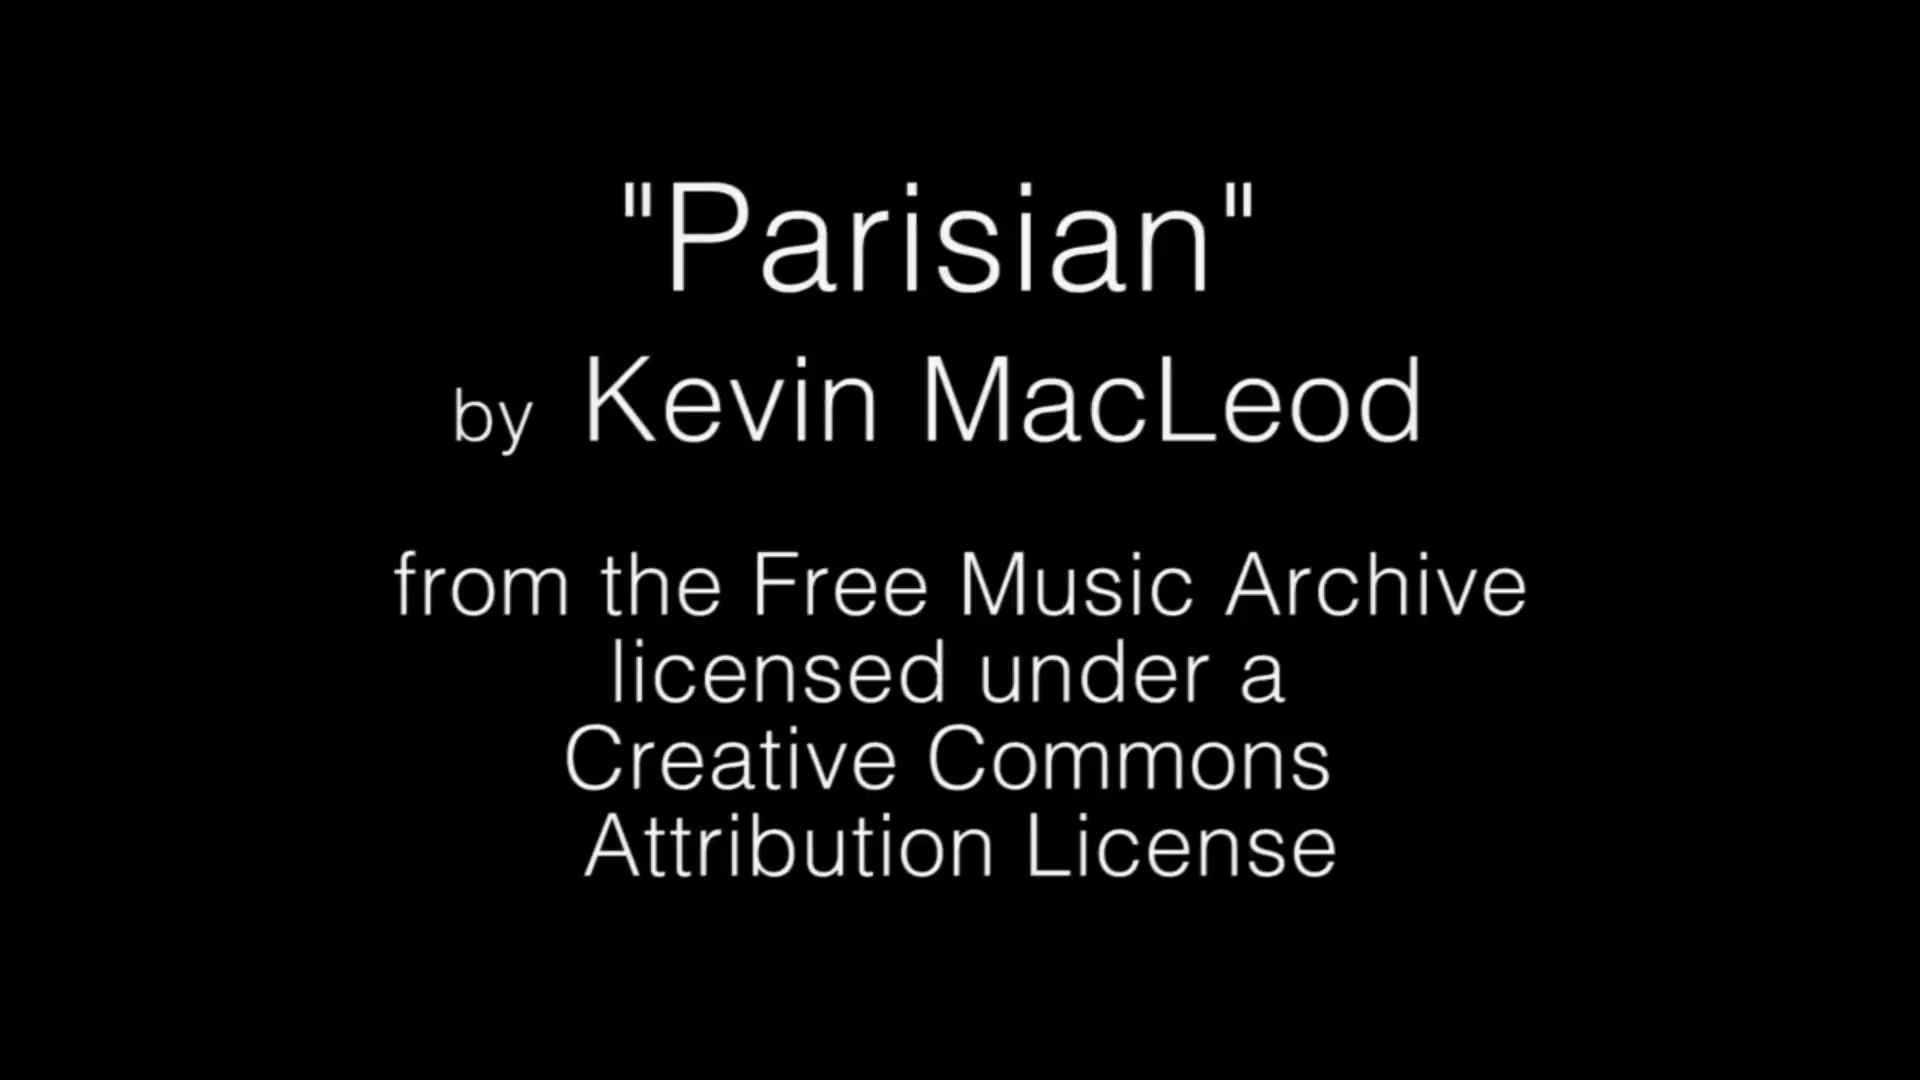 "Parisian"
by Kevin MacLeod
from the Free Music Archive
licensed under a
Creative Commons
Attribution License